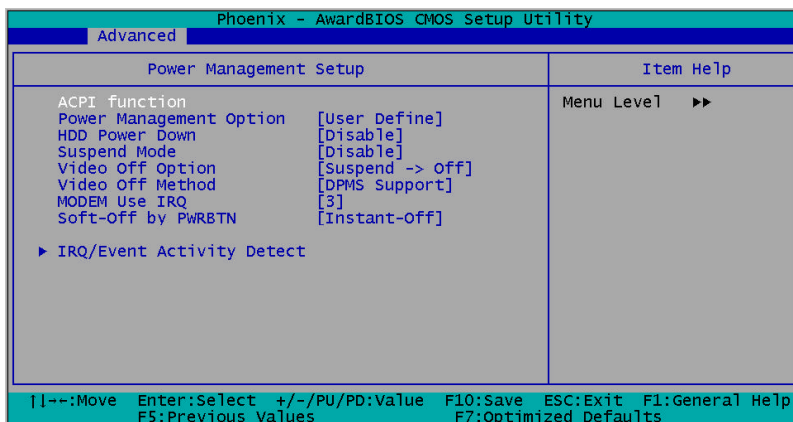 Phoenix - AwardBIOS CMOS Setup Utility
Advanced
Power Management Setup
Item Help
ACPI function
Menu Level ▶▶
Power Management Option [User Define]
HDD Power Down [Disable]
Suspend Mode [Disable]
Video Off Option [Suspend -> Off]
Video Off Method [DPMS Support]
MODEM Use IRQ [3]
Soft-Off by PWRBTN [Instant-Off]
▶ IRQ/Event Activity Detect
↑↓→←:Move Enter:Select +/-/PU/PD:Value F10:Save ESC:Exit F1:General Help
F5:Previous Values F7:Optimized Defaults